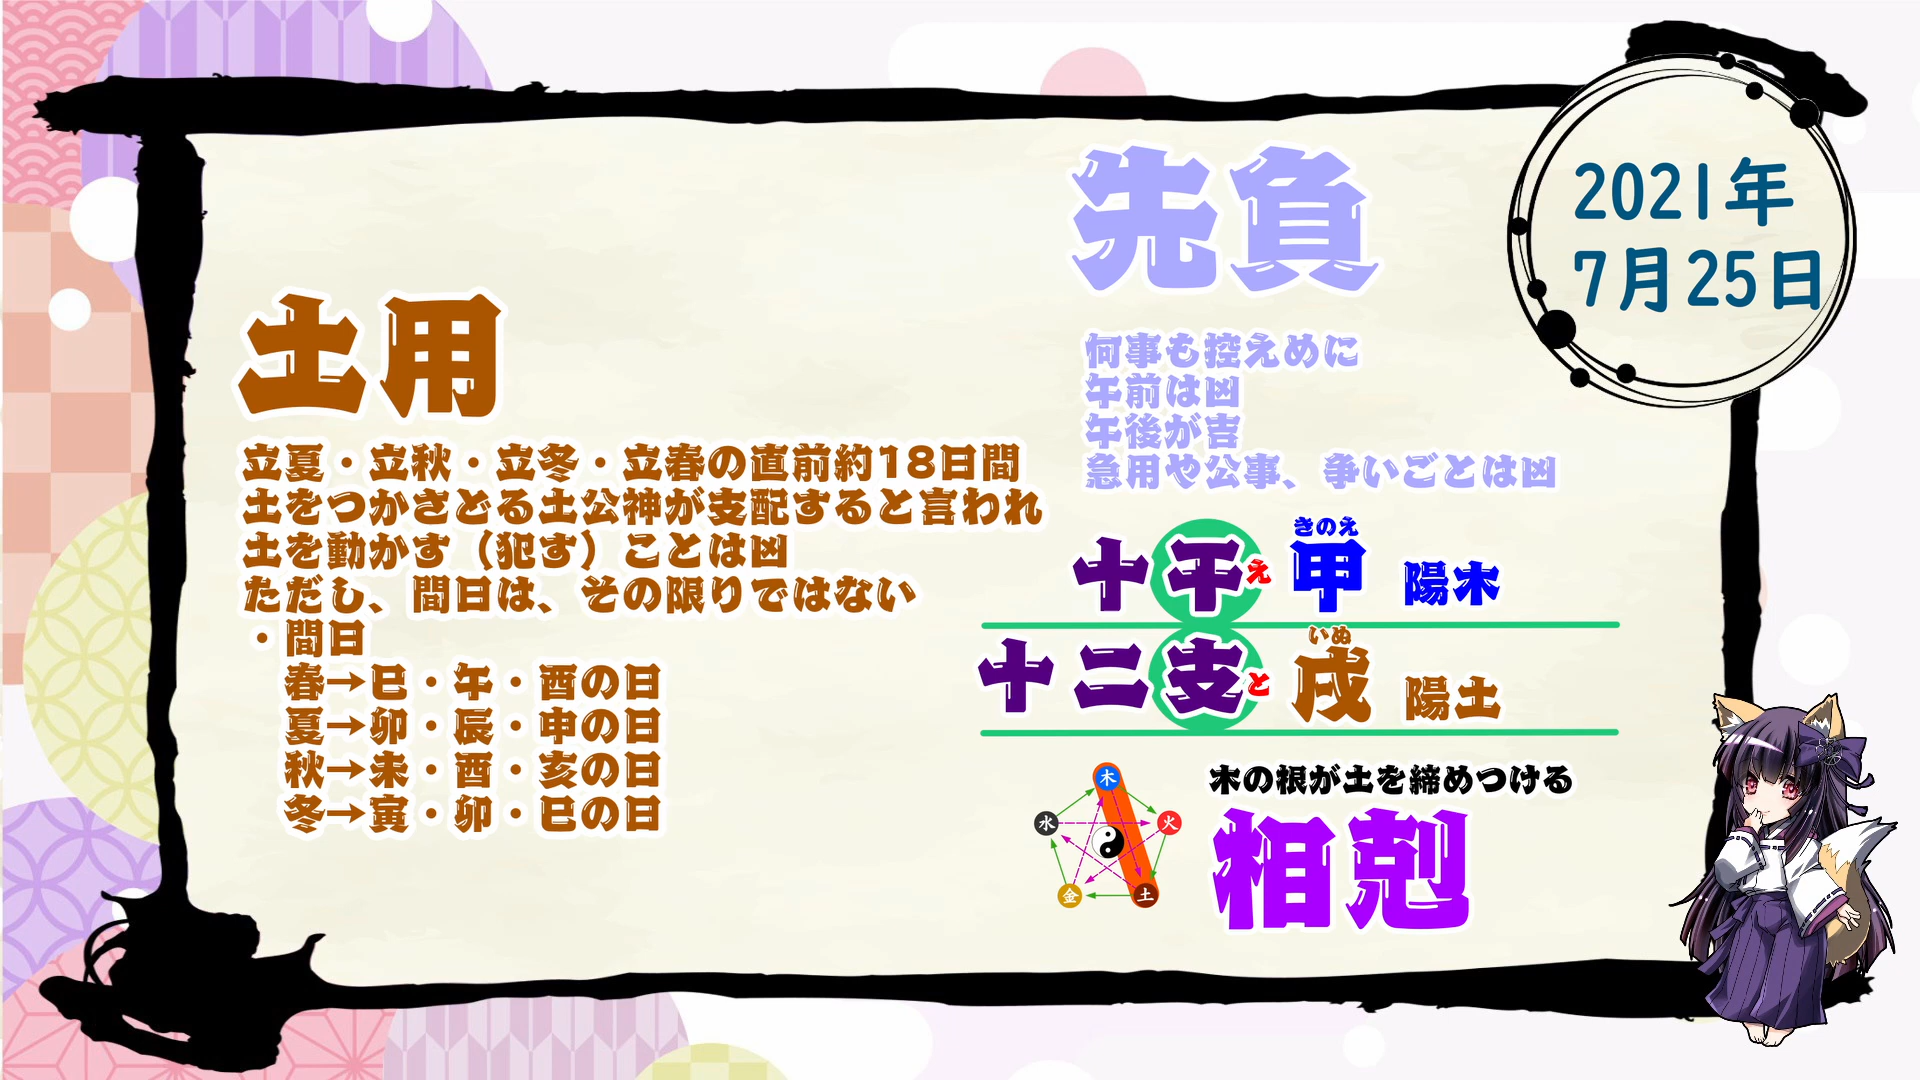 2021年
7月25日
先負
何事も控えめに
午前は凶
午後が吉
急用や公事、争いごとは凶
土用
立夏・立秋・立冬・立春の直前約18日間
土をつかさどる土公神が支配すると言われ
土を動かす（犯す）ことは凶
ただし、間日は、その限りではない
・間日
春→巳・午・酉の日
夏→卯・辰・申の日
秋→未・酉・亥の日
冬→寅・卯・巳の日
きのえ
十干え 甲 陽木
いぬ
十二支と 戌 陽土
木の根が土を締めつける
相剋
木
水
火
金
土